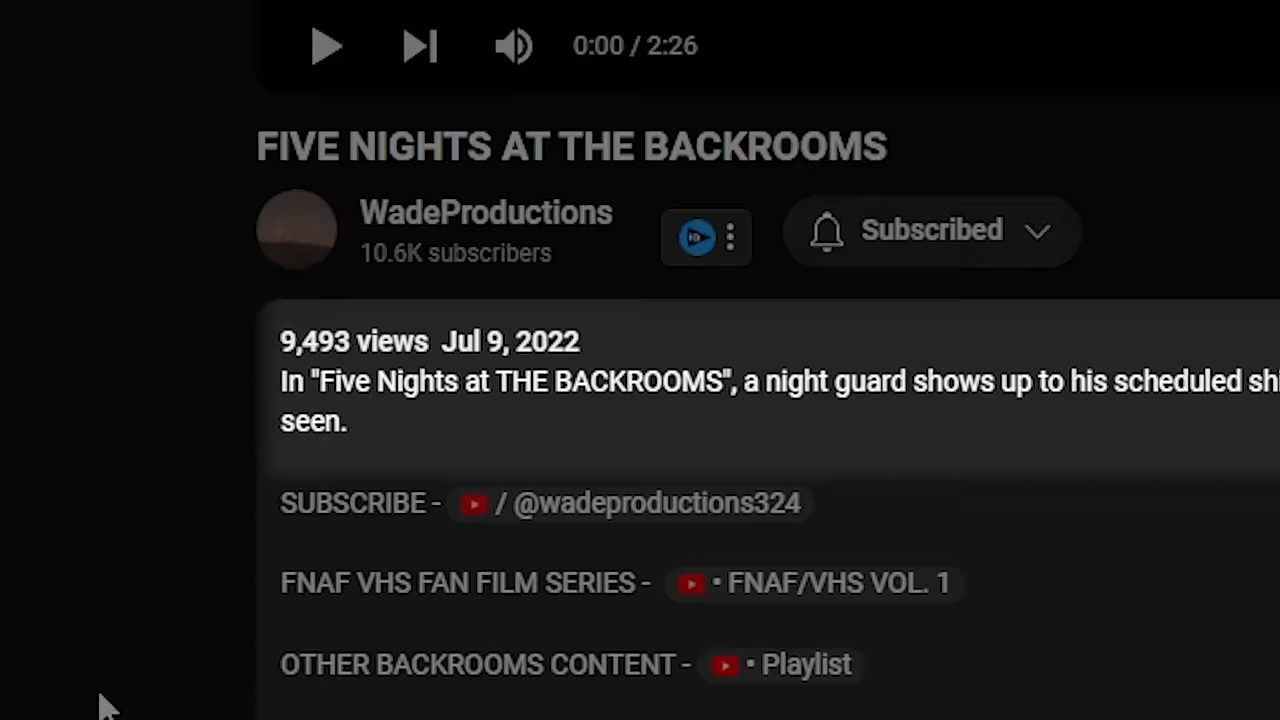 0:00 / 2:26
FIVE NIGHTS AT THE BACKROOMS
WadeProductions
10.6K subscribers
Subscribed
9,493 views Jul 9, 2022
In "Five Nights at THE BACKROOMS", a night guard shows up to his scheduled
seen.
SUBSCRIBE - / @wadeproductions324
FNAF VHS FAN FILM SERIES - • FNAF/VHS VOL. 1
OTHER BACKROOMS CONTENT - • Playlist